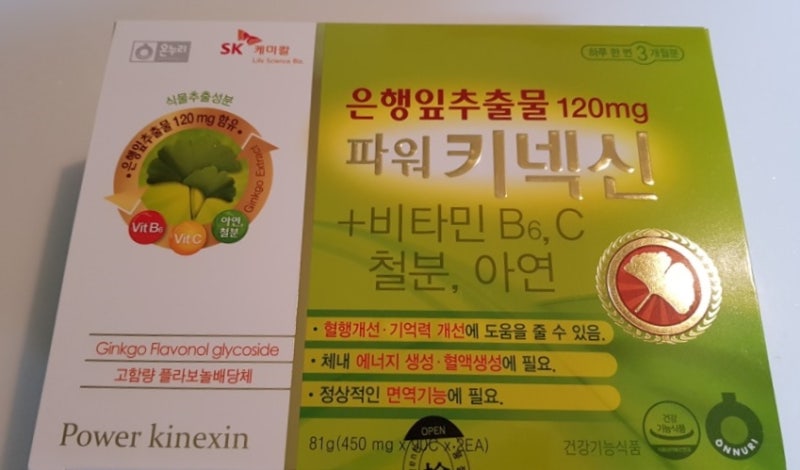 온누리
SK 케미칼
Life Science Biz.
하루 한 번 3개월분
식물추출성분
은행잎추출물 120 mg 함유
Ginkgo Extract
Vit B6
Vit C
아연, 철분
은행잎추출물 120mg
파워 키넥신
+비타민 B6, C
철분, 아연
• 혈행개선·기억력 개선에 도움을 줄 수 있음.
• 체내 에너지 생성·혈액생성에 필요.
• 정상적인 면역기능에 필요.
Ginkgo Flavonol glycoside
고함량 플라보놀배당체
Power kinexin
OPEN
81g(450 mg x
건강기능식품
건강
기능식품
ONNURI